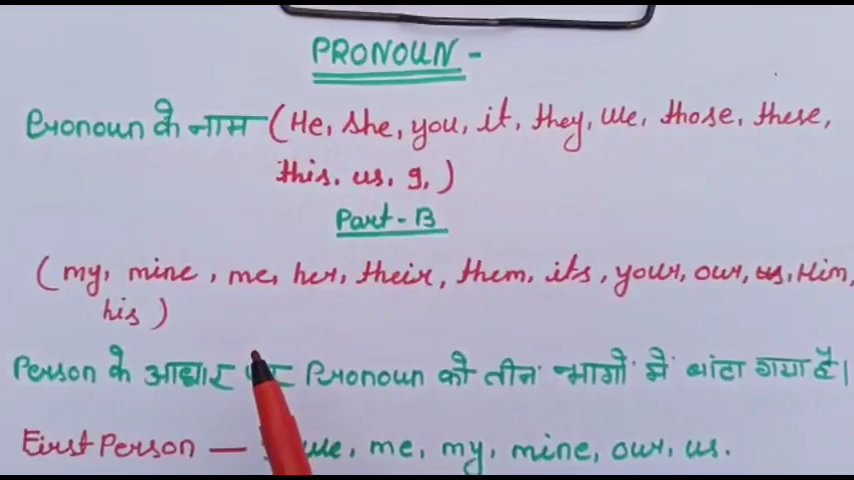 PRONOUN -
Pronoun के नाम (He, she, you, it, they, we, those, these,
this. us. I, )
Part-B
(my, mine, me, her, their, them, its, your, our, us, Him,
his )
Person के आधार पर Pronoun को तीन भागों में बांटा गया है।
First Person — we, me, my, mine, our, us.